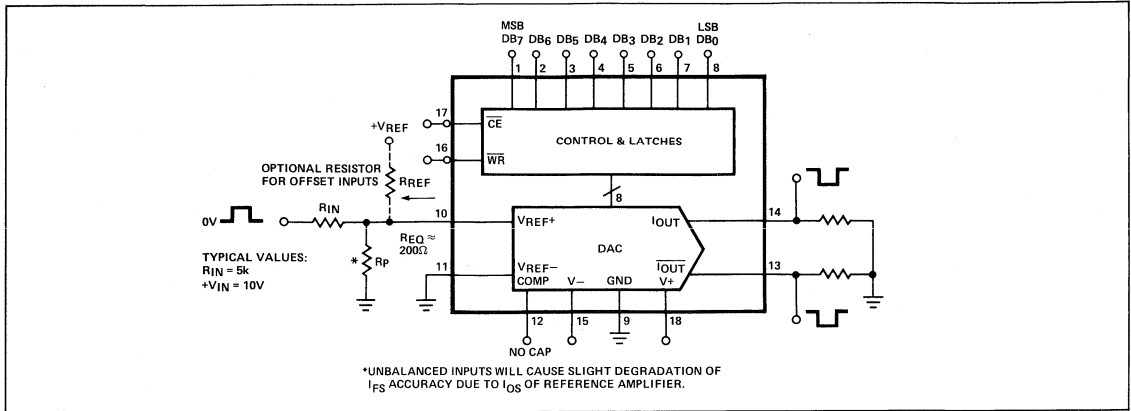 MSB LSB
DB7 DB6 DB5 DB4 DB3 DB2 DB1 DB0
1 2 3 4 5 6 7 8
17
CE
+VREF
CONTROL & LATCHES
16
WR
OPTIONAL RESISTOR
FOR OFFSET INPUTS
RREF
8
RIN
0V
10
VREF+
IOUT
14
REQ ≈
200Ω
DAC
* RP
TYPICAL VALUES:
RIN = 5k
+VIN = 10V
11
VREF−
IOUT
13
COMP V− GND V+
12 15 9 18
NO CAP
*UNBALANCED INPUTS WILL CAUSE SLIGHT DEGRADATION OF
IFS ACCURACY DUE TO IOS OF REFERENCE AMPLIFIER.